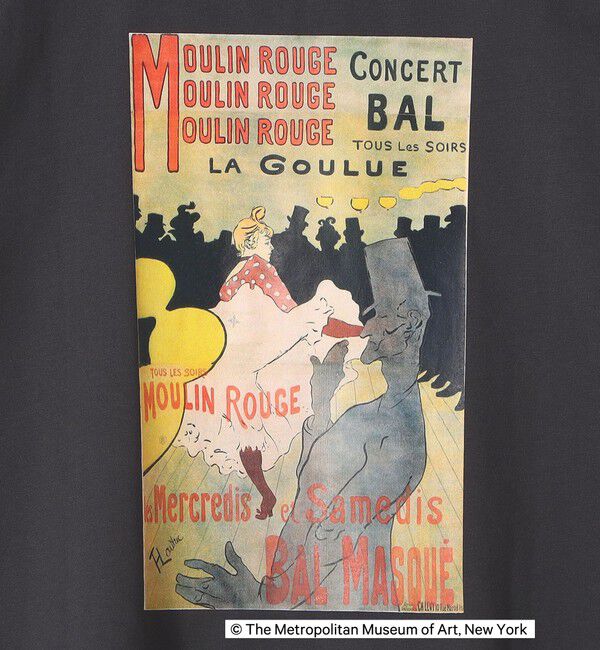 MOULIN ROUGE CONCERT
MOULIN ROUGE BAL
MOULIN ROUGE TOUS LES SOIRS
LA GOULUE
TOUS LES SOIRS
MOULIN ROUGE
les Mercredis et Samedis
BAL MASQUÉ
© The Metropolitan Museum of Art, New York